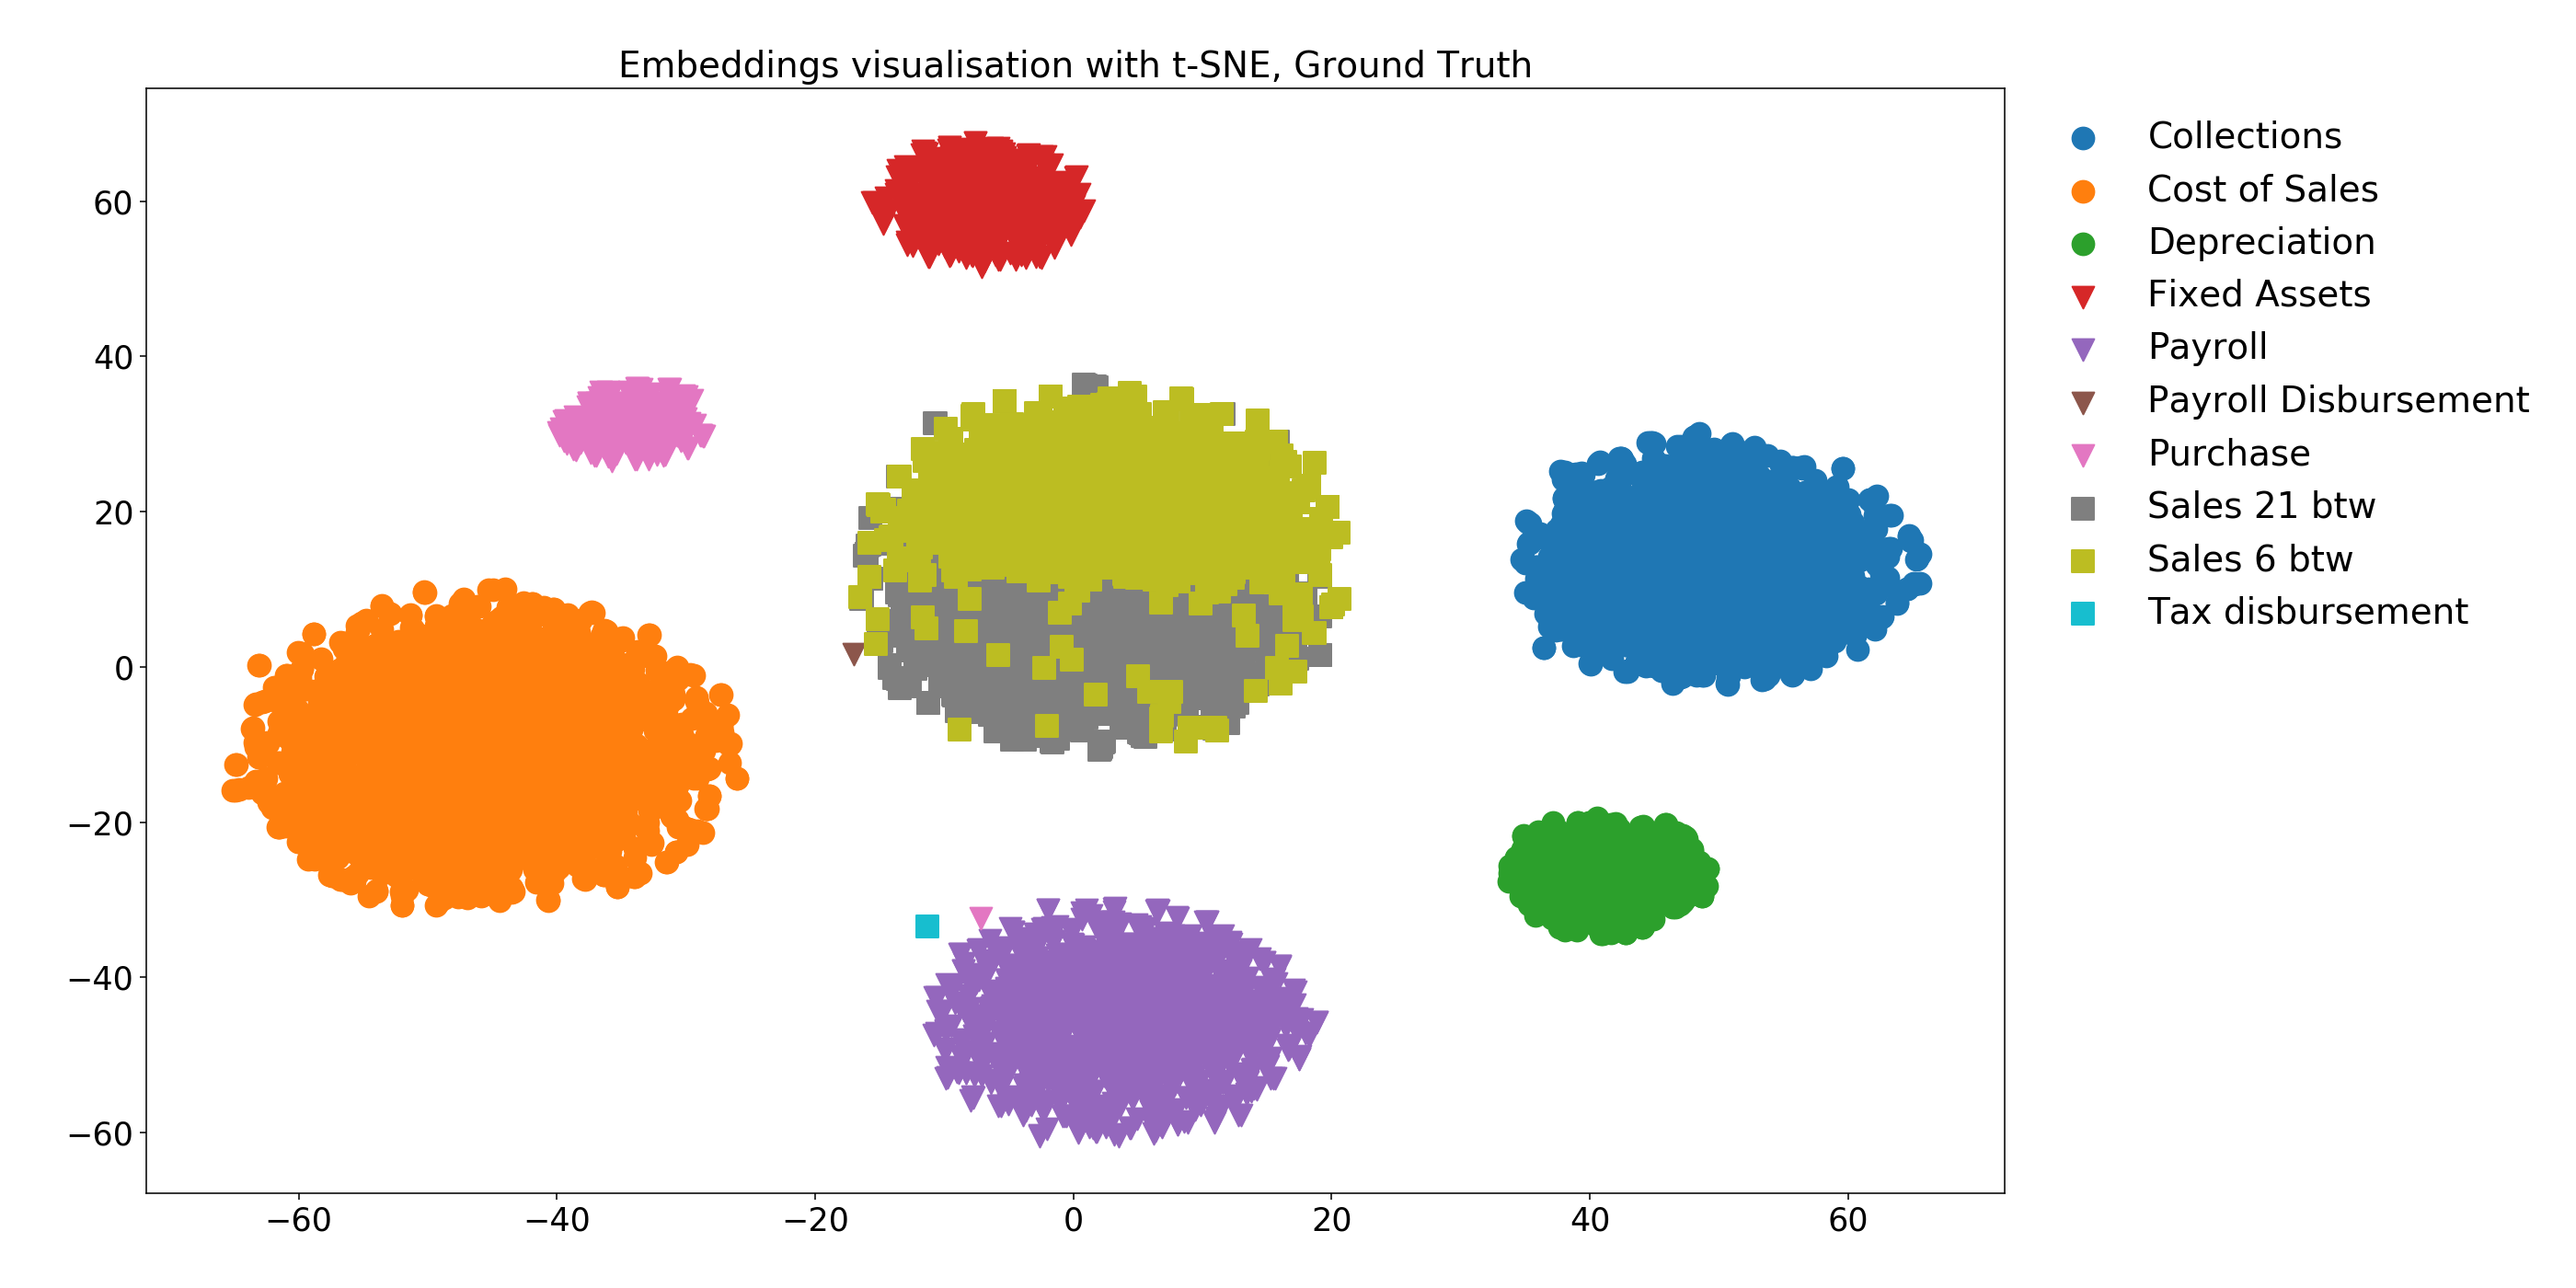 Embeddings visualisation with t-SNE, Ground Truth
60
40
20
0
−20
−40
−60
−60 −40 −20 0 20 40 60
Collections
Cost of Sales
Depreciation
Fixed Assets
Payroll
Payroll Disbursement
Purchase
Sales 21 btw
Sales 6 btw
Tax disbursement